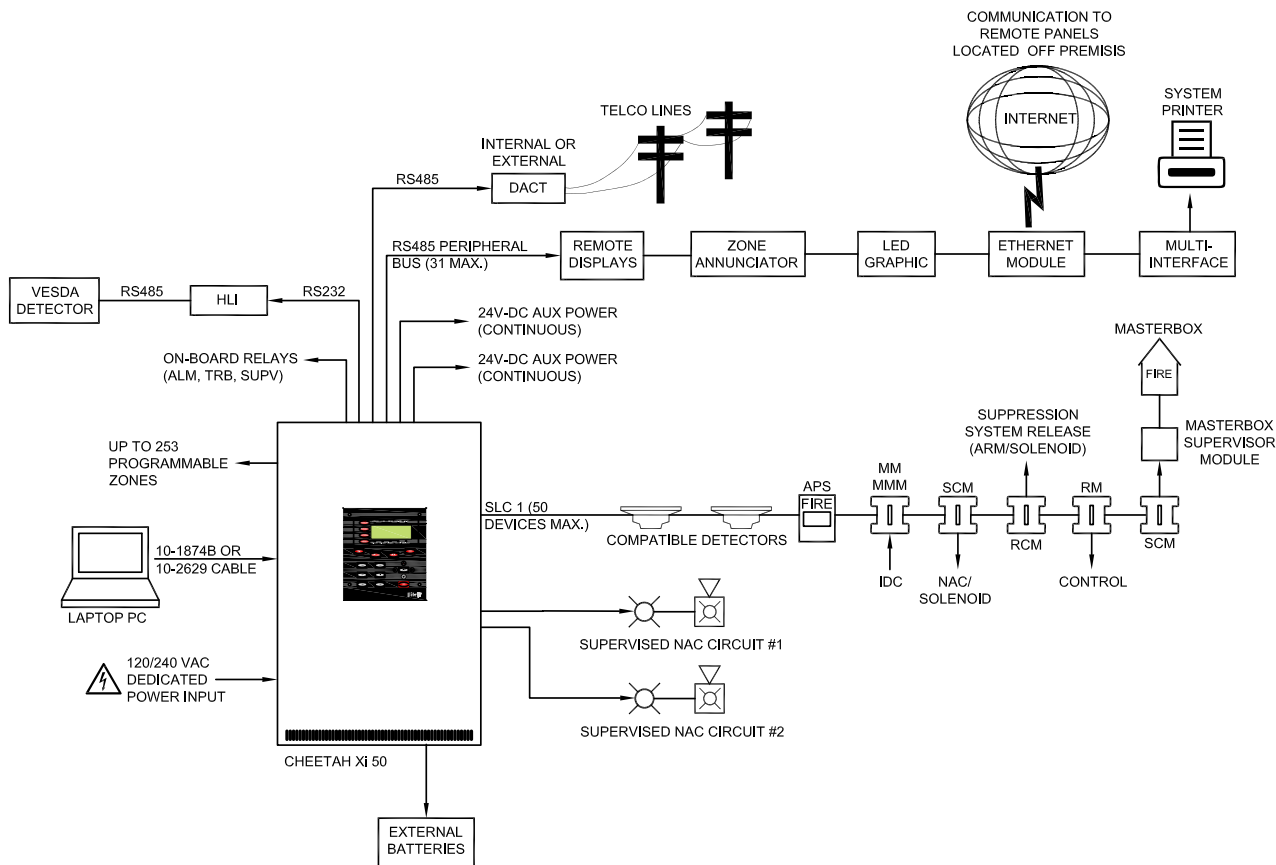 COMMUNICATION TO
REMOTE PANELS
LOCATED OFF PREMISIS
INTERNET
SYSTEM
PRINTER
TELCO LINES
INTERNAL OR
EXTERNAL
DACT
RS485
RS485 PERIPHERAL
BUS (31 MAX.)
REMOTE
DISPLAYS
ZONE
ANNUNCIATOR
LED
GRAPHIC
ETHERNET
MODULE
MULTI-
INTERFACE
VESDA
DETECTOR
RS485
HLI
RS232
24V-DC AUX POWER
(CONTINUOUS)
24V-DC AUX POWER
(CONTINUOUS)
ON-BOARD RELAYS
(ALM, TRB, SUPV)
MASTERBOX
FIRE
MASTERBOX
SUPERVISOR
MODULE
UP TO 253
PROGRAMMABLE
ZONES
SUPPRESSION
SYSTEM RELEASE
(ARM/SOLENOID)
SLC 1 (50
DEVICES MAX.)
COMPATIBLE DETECTORS
APS
FIRE
MM
MMM
IDC
SCM
NAC/
SOLENOID
RCM
RM
CONTROL
SCM
10-1874B OR
10-2629 CABLE
LAPTOP PC
SUPERVISED NAC CIRCUIT #1
120/240 VAC
DEDICATED
POWER INPUT
SUPERVISED NAC CIRCUIT #2
CHEETAH Xi 50
EXTERNAL
BATTERIES